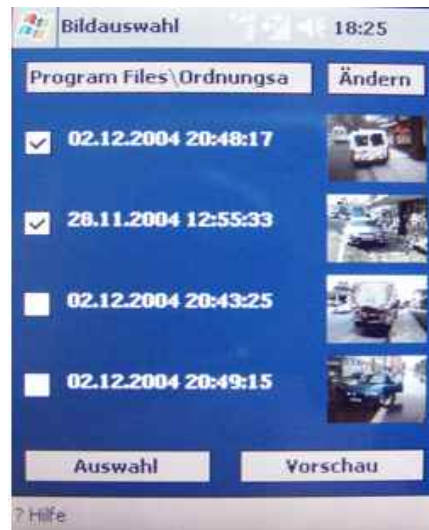 Bildauswahl 18:25
Program Files\Ordnungsa Ändern
02.12.2004 20:48:17
28.11.2004 12:55:33
02.12.2004 20:43:25
02.12.2004 20:49:15
Auswahl Vorschau
? Hilfe